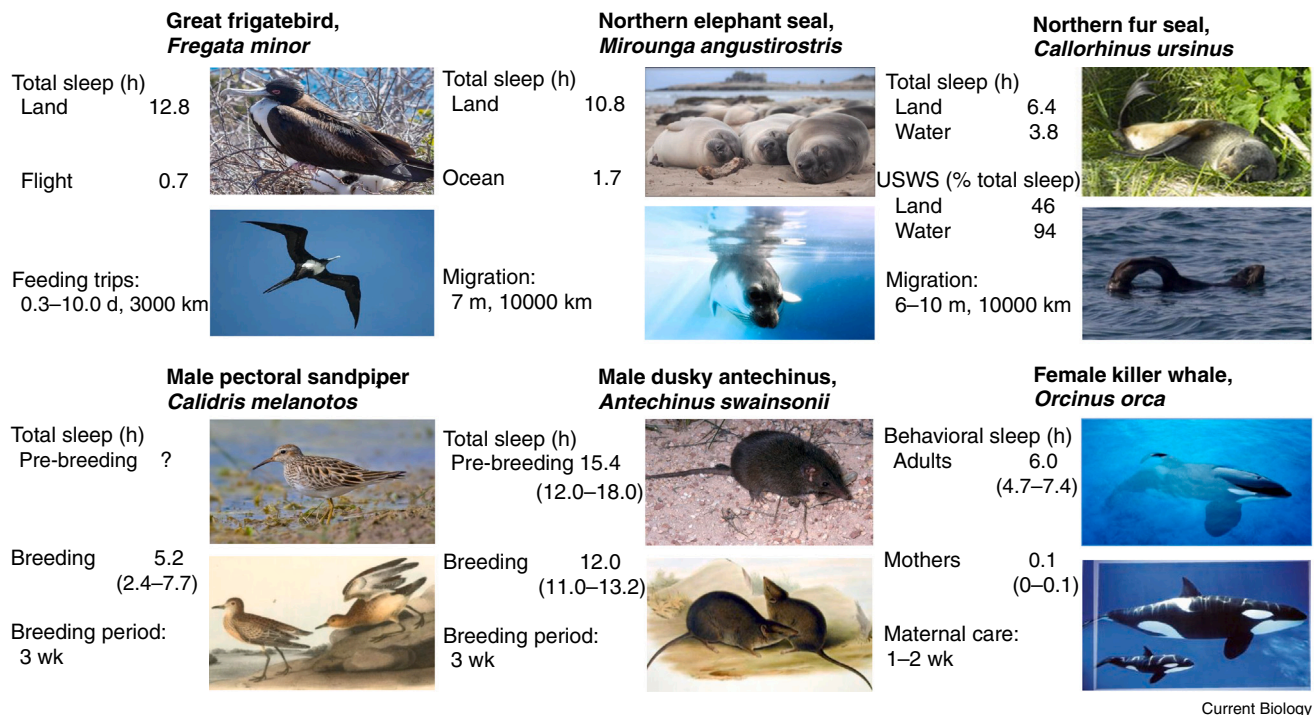 Great frigatebird,
Fregata minor
Total sleep (h)
Land 12.8
Flight 0.7
Feeding trips:
0.3–10.0 d, 3000 km
Northern elephant seal,
Mirounga angustirostris
Total sleep (h)
Land 10.8
Ocean 1.7
Migration:
7 m, 10000 km
Northern fur seal,
Callorhinus ursinus
Total sleep (h)
Land 6.4
Water 3.8
USWS (% total sleep)
Land 46
Water 94
Migration:
6–10 m, 10000 km
Male pectoral sandpiper
Calidris melanotos
Total sleep (h)
Pre-breeding ?
Breeding 5.2
(2.4–7.7)
Breeding period:
3 wk
Male dusky antechinus,
Antechinus swainsonii
Total sleep (h)
Pre-breeding 15.4
(12.0–18.0)
Breeding 12.0
(11.0–13.2)
Breeding period:
3 wk
Female killer whale,
Orcinus orca
Behavioral sleep (h)
Adults 6.0
(4.7–7.4)
Mothers 0.1
(0–0.1)
Maternal care:
1–2 wk
Current Biology